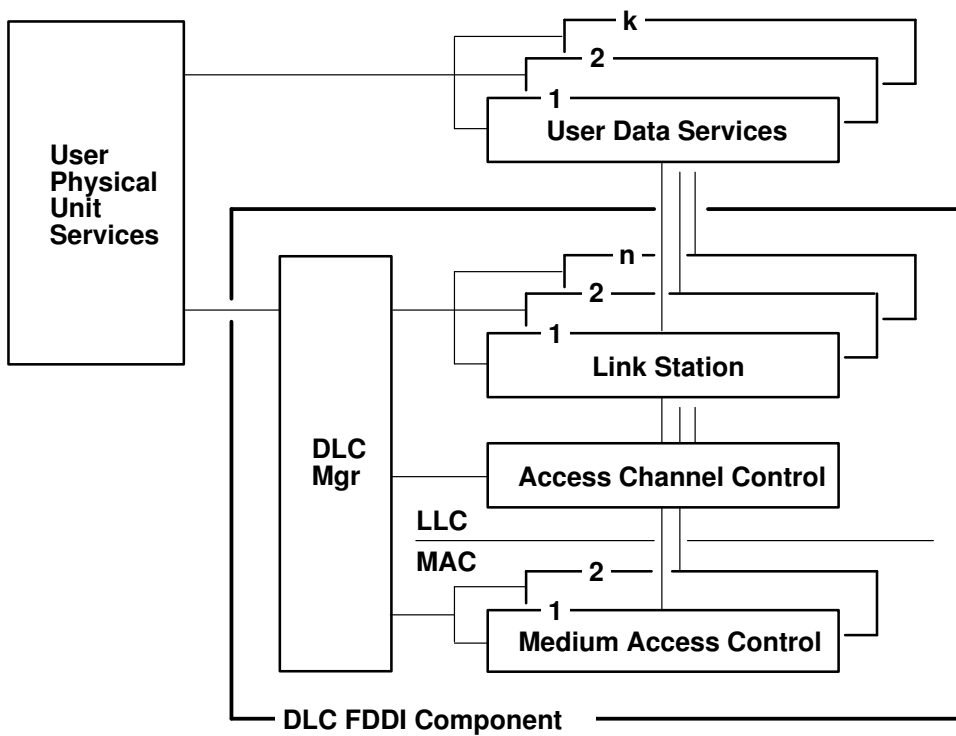 k
2
1
User Data Services
User
Physical
Unit
Services
n
2
1
Link Station
DLC
Mgr
Access Channel Control
LLC
MAC
2
1
Medium Access Control
DLC FDDI Component